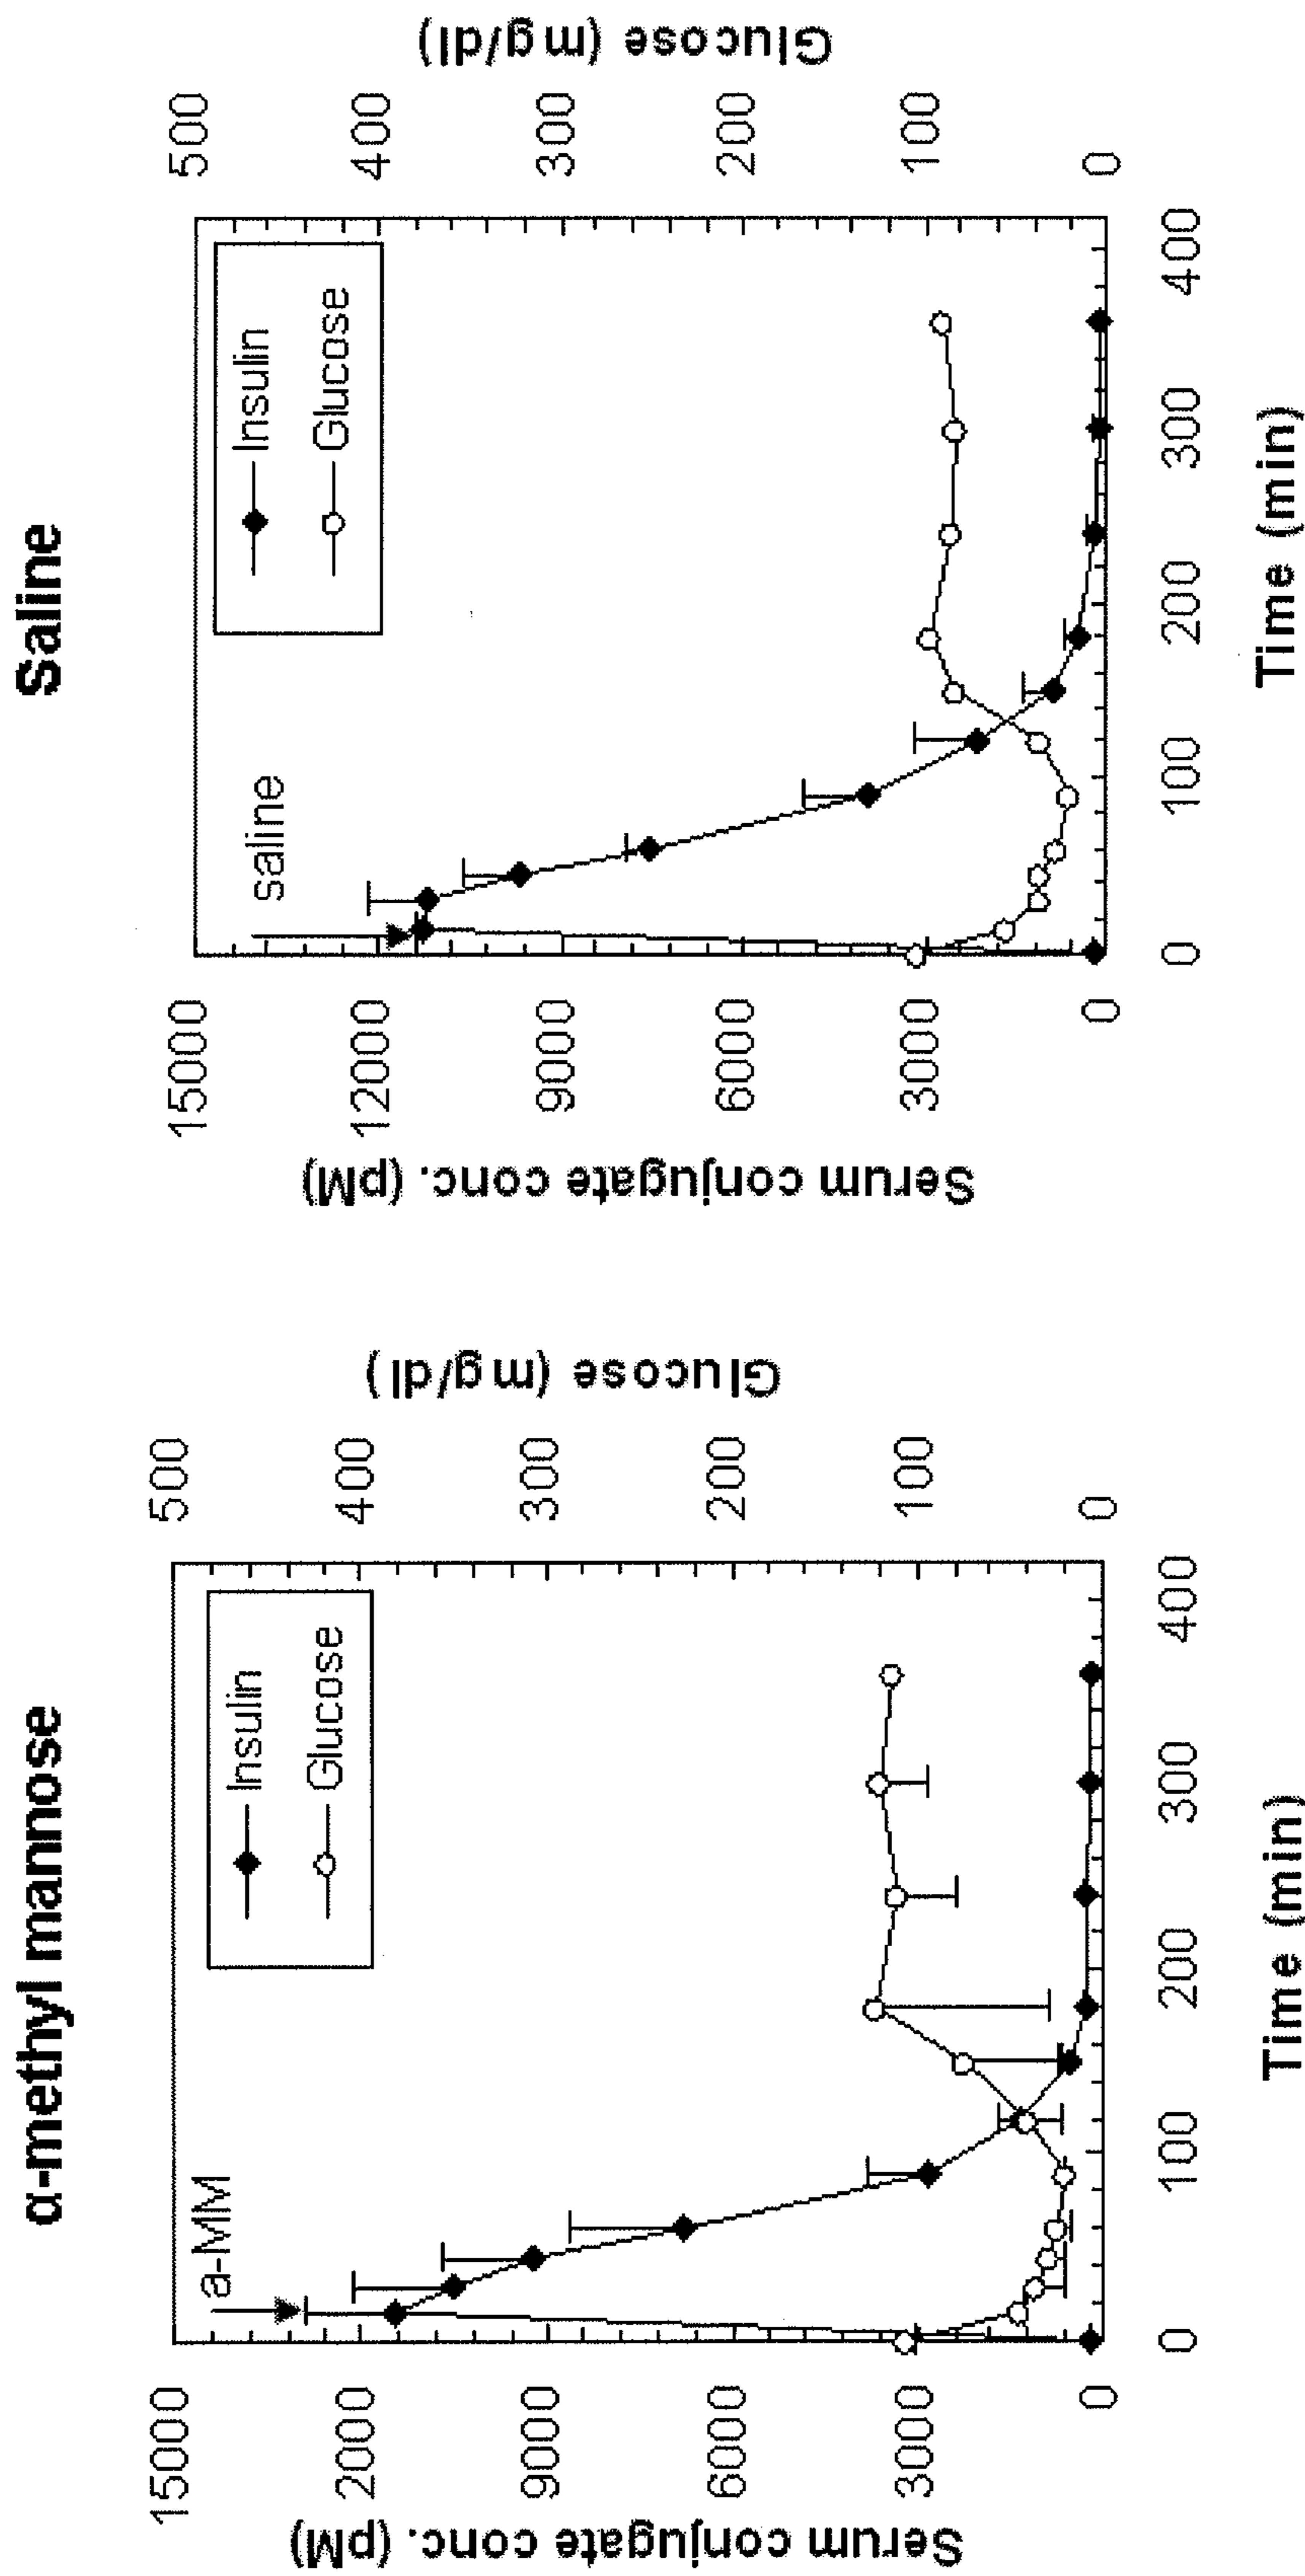 α-methyl mannose
Serum conjugate conc. (pM)
15000
2000
9000
6000
3000
0
a-MM
Insulin
Glucose
500
400
300
200
100
0
Glucose (mg/dl)
0
100
200
300
400
Time (min)
Saline
Serum conjugate conc. (pM)
15000
12000
9000
6000
3000
0
saline
Insulin
Glucose
500
400
300
200
100
0
Glucose (mg/dl)
0
100
200
300
400
Time (min)